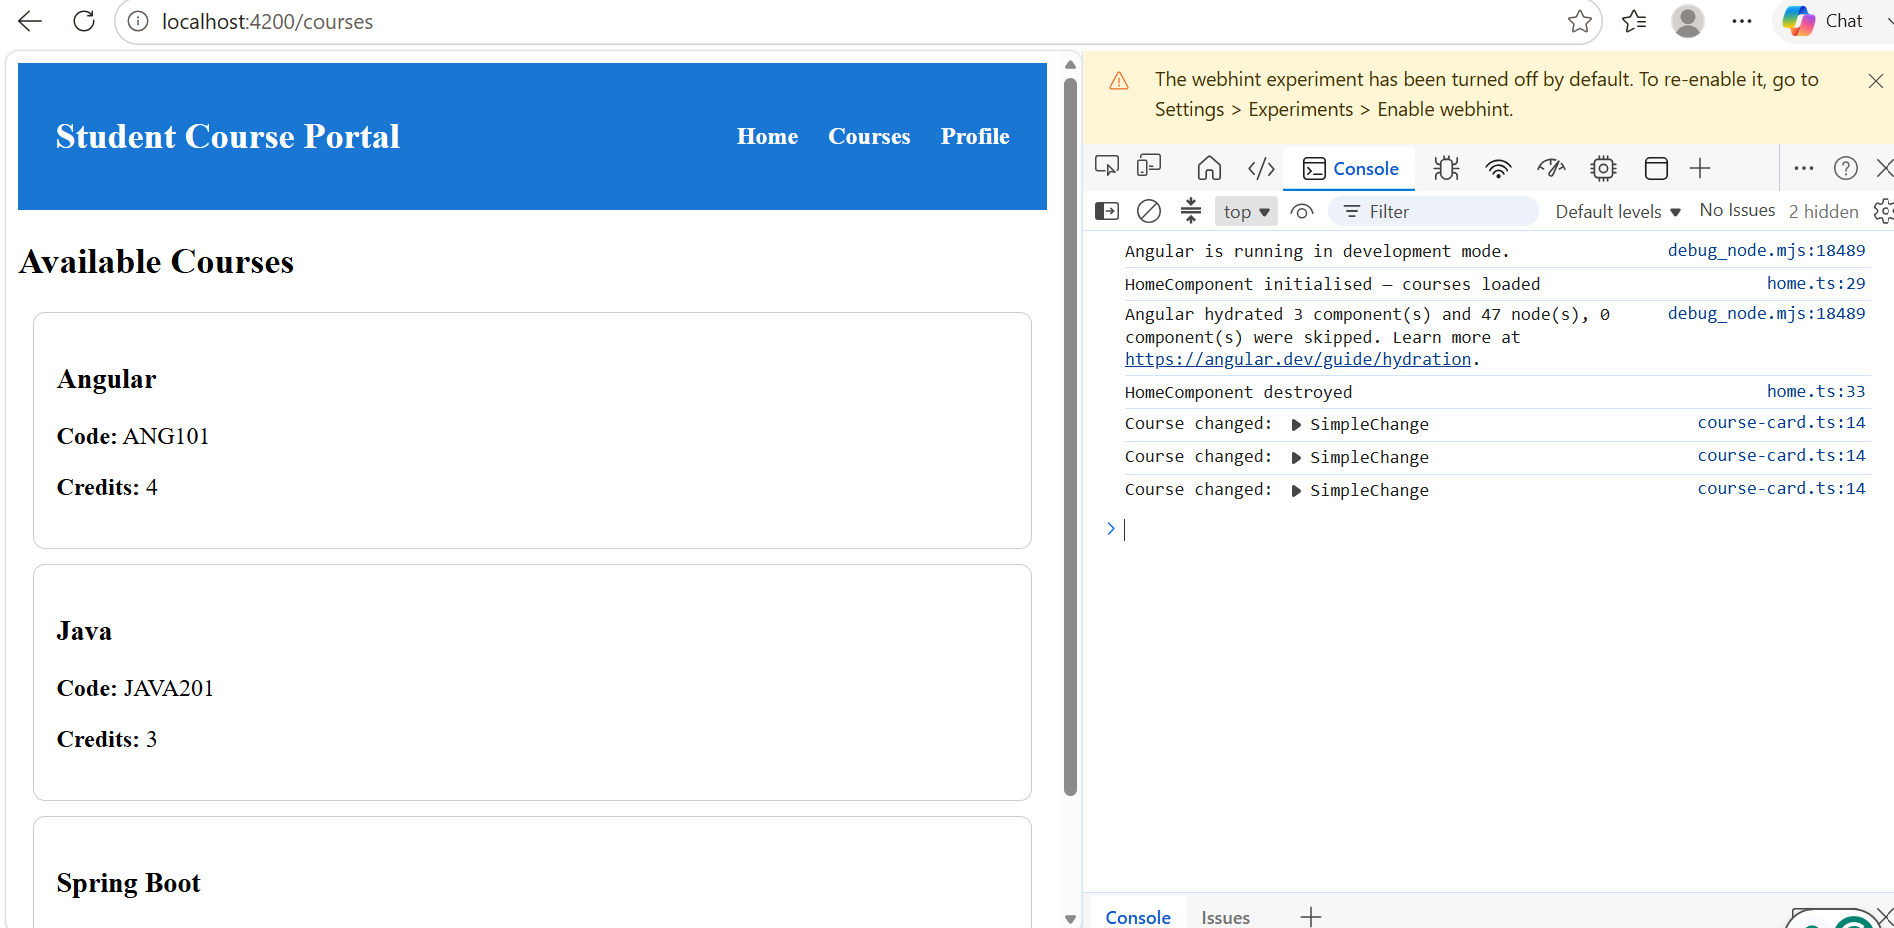 localhost:4200/courses
Chat
Student Course Portal
Home Courses Profile
Available Courses
Angular
Code: ANG101
Credits: 4
Java
Code: JAVA201
Credits: 3
Spring Boot
The webhint experiment has been turned off by default. To re-enable it, go to
Settings > Experiments > Enable webhint.
Console
top Filter Default levels No Issues 2 hidden
Angular is running in development mode. debug_node.mjs:18489
HomeComponent initialised — courses loaded home.ts:29
Angular hydrated 3 component(s) and 47 node(s), 0 debug_node.mjs:18489
component(s) were skipped. Learn more at
https://angular.dev/guide/hydration.
HomeComponent destroyed home.ts:33
Course changed: SimpleChange course-card.ts:14
Course changed: SimpleChange course-card.ts:14
Course changed: SimpleChange course-card.ts:14
Console Issues